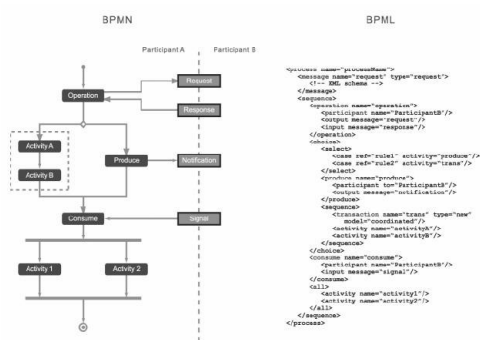 BPMN
Participant A
Participant B
Operation
Request
Response
Activity A
Activity B
Produce
Notification
Consume
Signal
Activity 1
Activity 2
BPML
<process name="processName">
<message name="request" type="request">
<!-- XML schema -->
</message>
<sequence>
<operation name="operation">
<participant name="ParticipantB"/>
<output message="request"/>
<input message="response"/>
</operation>
<choice>
<select>
<case ref="rule1" activity="produce"/>
<case ref="rule2" activity="trans"/>
</select>
<produce name="produce">
<participant to="ParticipantB"/>
<output message="notification"/>
</produce>
<sequence>
<transaction name="trans" type="new"
model="coordinated"/>
<activity name="activityA"/>
<activity name="activityB"/>
</sequence>
</choice>
<consume name="consume">
<participant name="ParticipantB"/>
<input message="signal"/>
</consume>
<all>
<activity name="activity1"/>
<activity name="activity2"/>
</all>
</sequence>
</process>